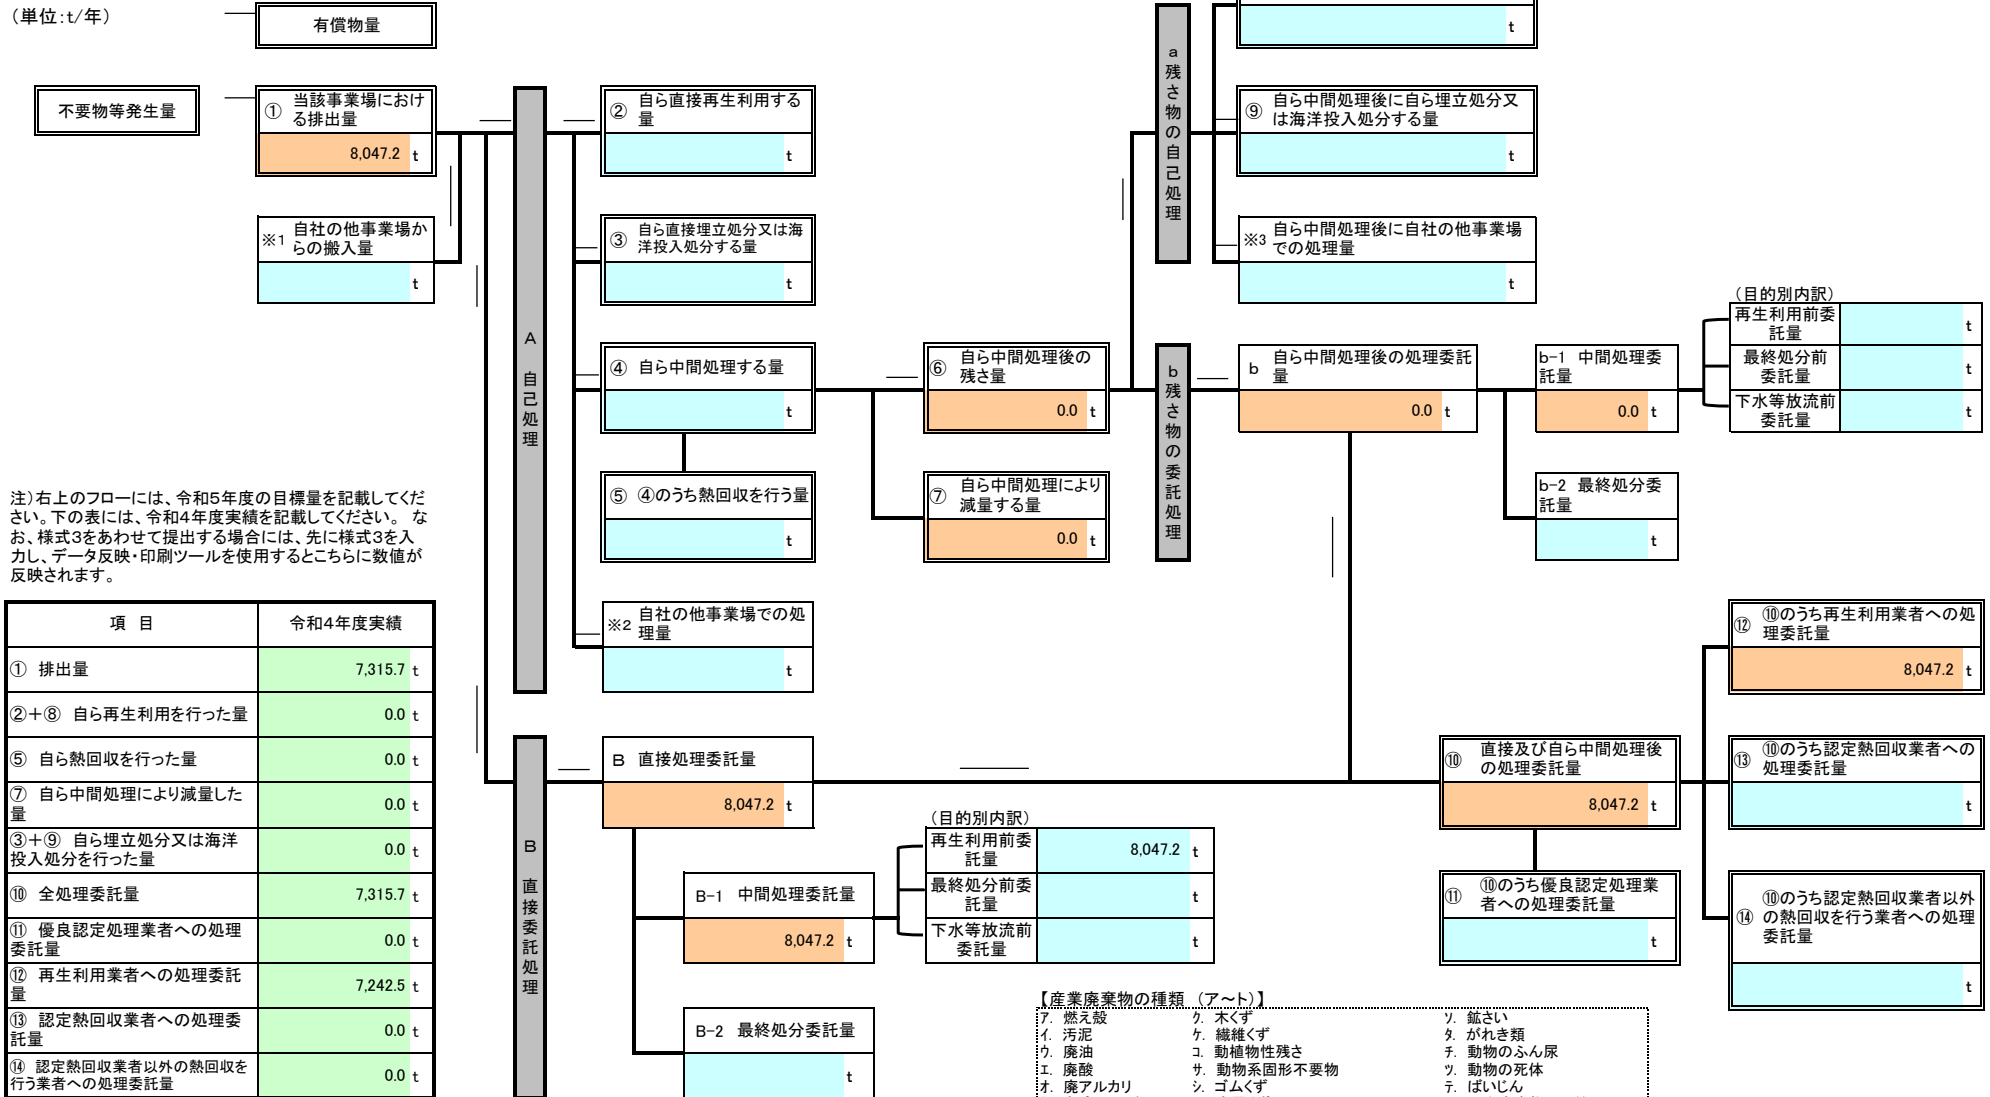 （単位：t/年）
有償物量
不要物等発生量
① 当該事業場におけ
る排出量
8,047.2 t
※1 自社の他事業場か
らの搬入量
t
A 自己処理
② 自ら直接再生利用する
量
t
③ 自ら直接埋立処分又は海
洋投入処分する量
t
④ 自ら中間処理する量
t
⑤ ④のうち熱回収を行う量
t
※2 自社の他事業場での処
理量
t
⑥ 自ら中間処理後の
残さ量
0.0 t
⑦ 自ら中間処理により
減量する量
0.0 t
a 残さ物の自己処理
t
⑨ 自ら中間処理後に自ら埋立処分又
は海洋投入処分する量
t
※3 自ら中間処理後に自社の他事業場
での処理量
t
b 残さ物の委託処理
b 自ら中間処理後の処理委託
量
0.0 t
b-1 中間処理委
託量
0.0 t
b-2 最終処分委
託量
t
（目的別内訳）
再生利用前委
託量
t
最終処分前
委託量
t
下水等放流前
委託量
t
注）右上のフローには、令和５年度の目標量を記載してくだ
さい。下の表には、令和４年度実績を記載してください。 な
お、様式３をあわせて提出する場合には、先に様式３を入
力し、データ反映・印刷ツールを使用するとこちらに数値が
反映されます。
項 目 令和４年度実績
① 排出量 7,315.7 t
②＋⑧ 自ら再生利用を行った量 0.0 t
⑤ 自ら熱回収を行った量 0.0 t
⑦ 自ら中間処理により減量した
量 0.0 t
③＋⑨ 自ら埋立処分又は海洋
投入処分を行った量 0.0 t
⑩ 全処理委託量 7,315.7 t
⑪ 優良認定処理業者への処理
委託量 0.0 t
⑫ 再生利用業者への処理委託
量 7,242.5 t
⑬ 認定熱回収業者への処理委
託量 0.0 t
⑭ 認定熱回収業者以外の熱回収を
行う業者への処理委託量 0.0 t
B 直接委託処理
B 直接処理委託量
8,047.2 t
B-1 中間処理委託量
8,047.2 t
B-2 最終処分委託量
t
（目的別内訳）
再生利用前委
託量
8,047.2 t
最終処分前委
託量
t
下水等放流前
委託量
t
⑩ 直接及び自ら中間処理後
の処理委託量
8,047.2 t
⑪ ⑩のうち優良認定処理業
者への処理委託量
t
⑫ ⑩のうち再生利用業者への処
理委託量
8,047.2 t
⑬ ⑩のうち認定熱回収業者への
処理委託量
t
⑭ ⑩のうち認定熱回収業者以外
の熱回収を行う業者への処理
委託量
t
【産業廃棄物の種類 （ア～ト）】
ア. 燃え殻 ク. 木くず ソ. 鉱さい
イ. 汚泥 ケ. 繊維くず タ. がれき類
ウ. 廃油 コ. 動植物性残さ チ. 動物のふん尿
エ. 廃酸 サ. 動物系固形不要物 ツ. 動物の死体
オ. 廃アルカリ シ. ゴムくず テ. ばいじん